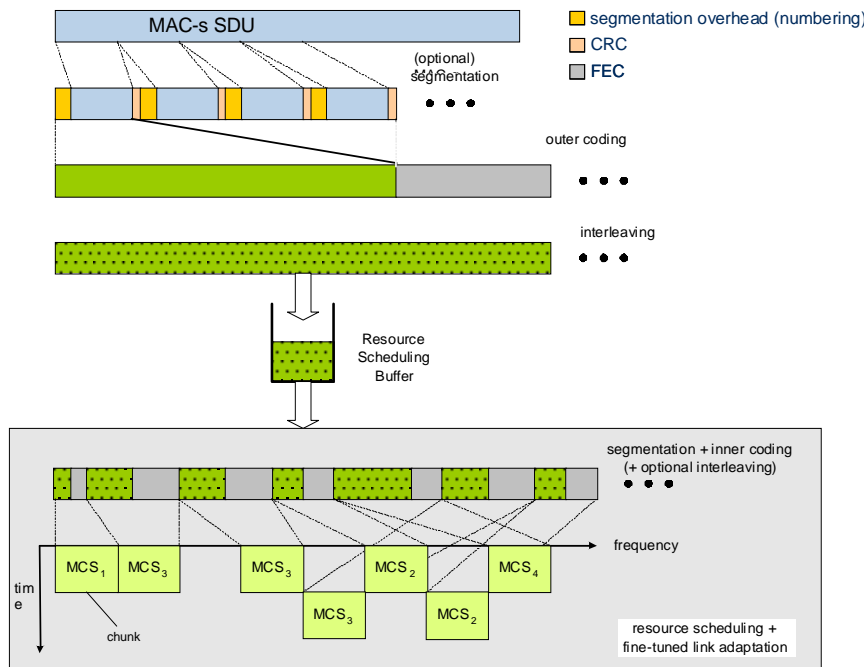 MAC-s SDU
segmentation overhead (numbering)
CRC
FEC
(optional)
segmentation
outer coding
interleaving
Resource
Scheduling
Buffer
segmentation + inner coding
(+ optional interleaving)
frequency
tim
e
MCS1
MCS3
MCS3
MCS2
MCS4
MCS3
MCS2
chunk
resource scheduling +
fine-tuned link adaptation